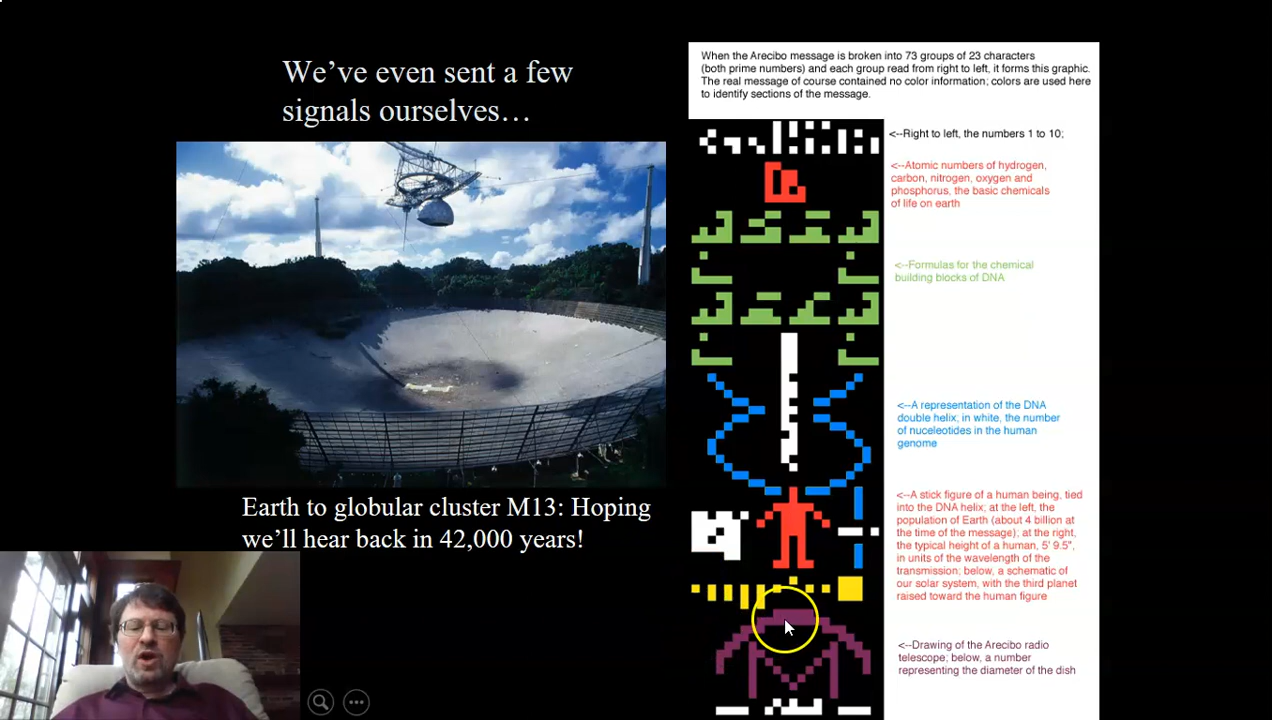 We've even sent a few
signals ourselves…
Earth to globular cluster M13: Hoping
we'll hear back in 42,000 years!
When the Arecibo message is broken into 73 groups of 23 characters
(both prime numbers) and each group read from right to left, it forms this graphic.
The real message of course contained no color information; colors are used here
to identify sections of the message.
<--Right to left, the numbers 1 to 10;
<--Atomic numbers of hydrogen,
carbon, nitrogen, oxygen and
phosphorus, the basic chemicals
of life on earth
<--Formulas for the chemical
building blocks of DNA
<--A representation of the DNA
double helix; in white, the number
of nuceleotides in the human
genome
<--A stick figure of a human being, tied
into the DNA helix; at the left, the
population of Earth (about 4 billion at
the time of the message); at the right,
the typical height of a human, 5' 9.5",
in units of the wavelength of the
transmission; below, a schematic of
our solar system, with the third planet
raised toward the human figure
<--Drawing of the Arecibo radio
telescope; below, a number
representing the diameter of the dish